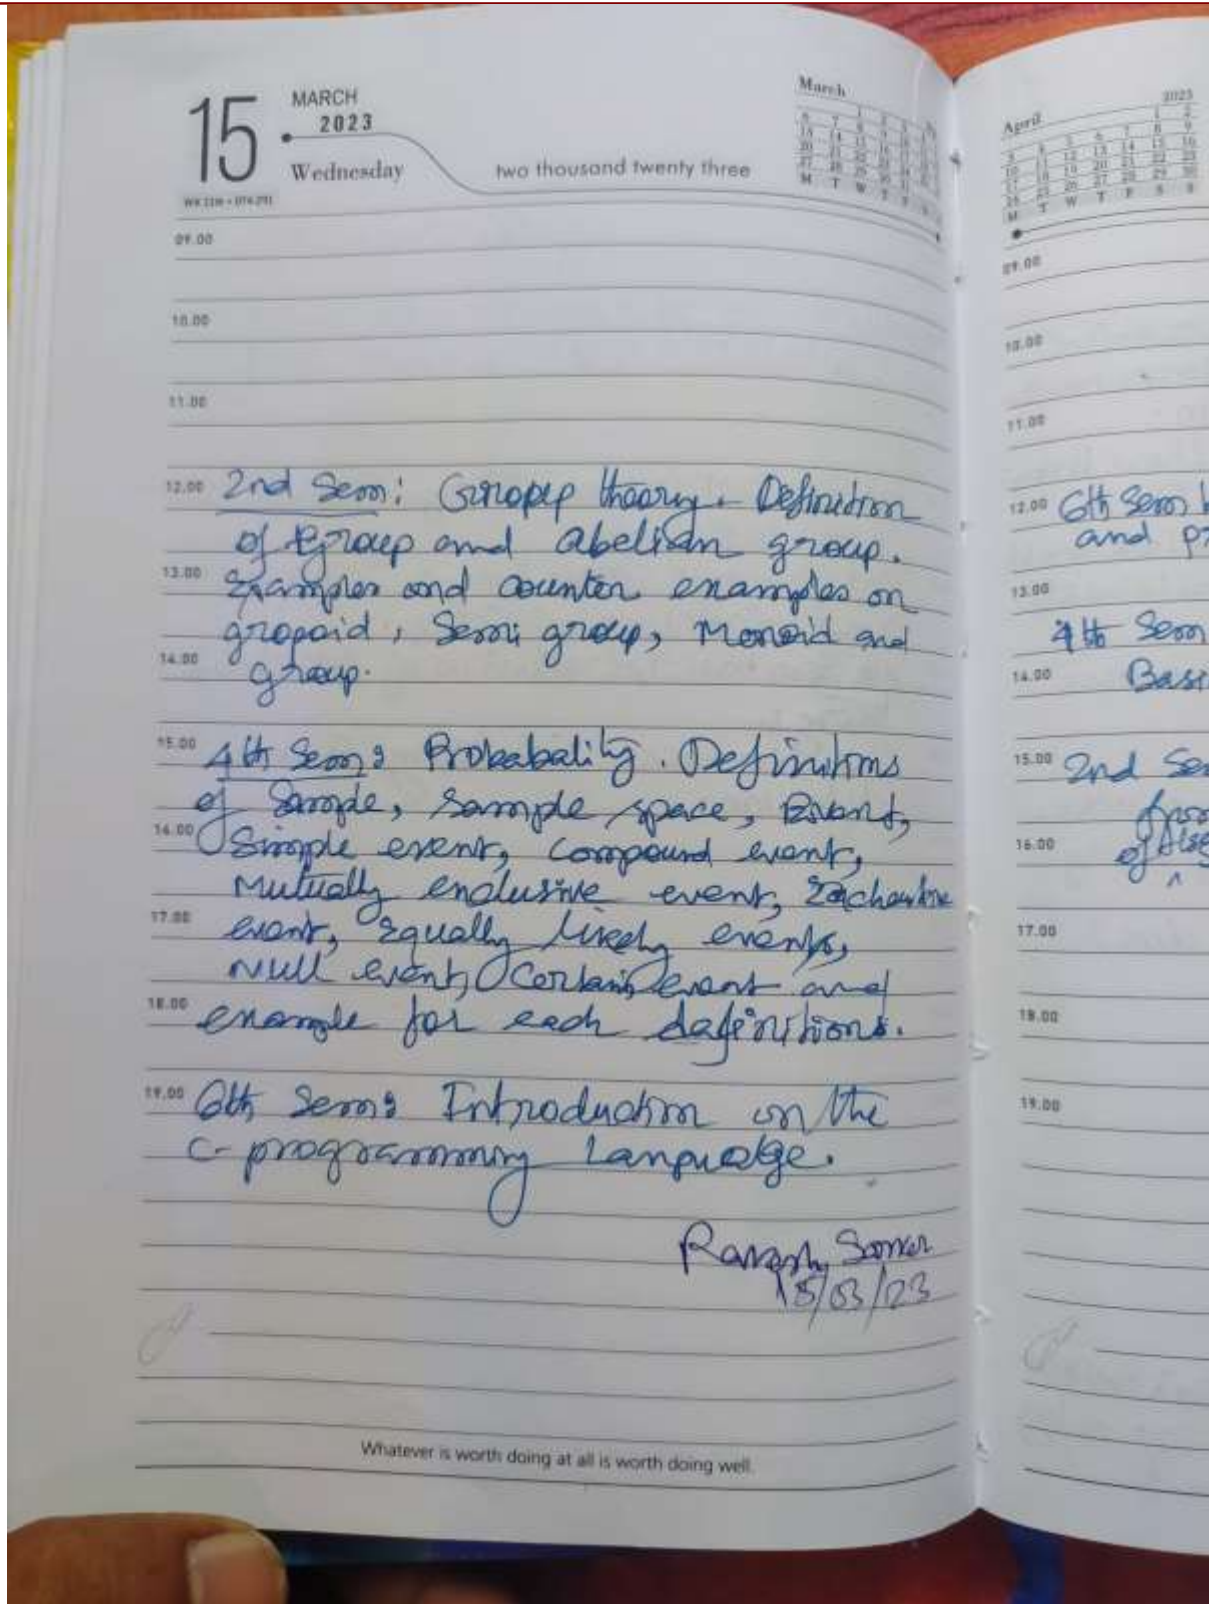 15
MARCH
2023
Wednesday
two thousand twenty three
March
M T W T F S S
09.00
10.00
11.00
12.00 2nd Sem: Group theory. Definition
of Group and abelian group.
13.00 Examples and counter examples on
gropoid, Semi group, Monoid and
14.00 group.
15.00 4th Sem: Probabality. Definitions
of Sample, Sample space, Event,
16.00 Simple event, compound event,
Mutually exclusive event,
17.00 event, Equally likely events,
Null event, Certain event and
18.00 example for each definitions.
19.00 6th Sem: Introduction on the
C-programming Language.
15/03/23
Whatever is worth doing at all is worth doing well.
April
2023
M T W T F S S
09.00
10.00
11.00
12.00 6th Sem
and
13.00
4th Sem
14.00
15.00 2nd
16.00 of
17.00
18.00
19.00